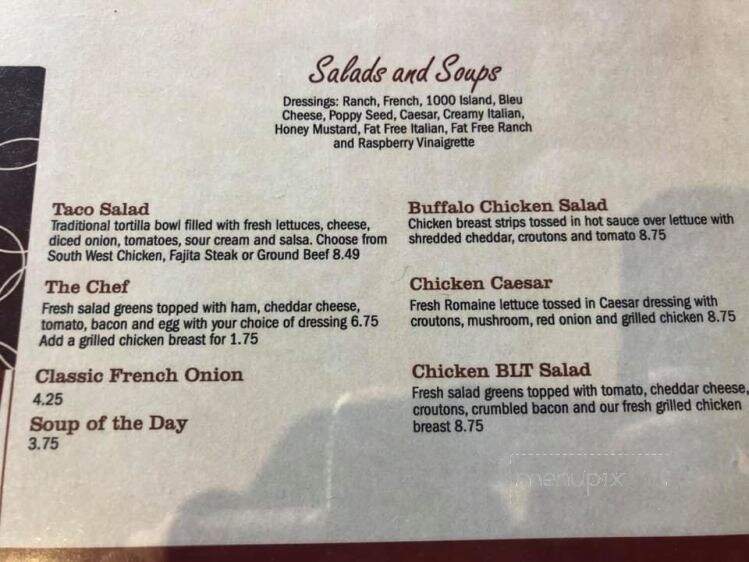 Salads and Soups
Dressings: Ranch, French, 1000 Island, Bleu
Cheese, Poppy Seed, Caesar, Creamy Italian,
Honey Mustard, Fat Free Italian, Fat Free Ranch
and Raspberry Vinaigrette
Taco Salad
Traditional tortilla bowl filled with fresh lettuces, cheese,
diced onion, tomatoes, sour cream and salsa. Choose from
South West Chicken, Fajita Steak or Ground Beef 8.49
The Chef
Fresh salad greens topped with ham, cheddar cheese,
tomato, bacon and egg with your choice of dressing 6.75
Add a grilled chicken breast for 1.75
Classic French Onion
4.25
Soup of the Day
3.75
Buffalo Chicken Salad
Chicken breast strips tossed in hot sauce over lettuce with
shredded cheddar, croutons and tomato 8.75
Chicken Caesar
Fresh Romaine lettuce tossed in Caesar dressing with
croutons, mushroom, red onion and grilled chicken 8.75
Chicken BLT Salad
Fresh salad greens topped with tomato, cheddar cheese,
croutons, crumbled bacon and our fresh grilled chicken
breast 8.75
menupix